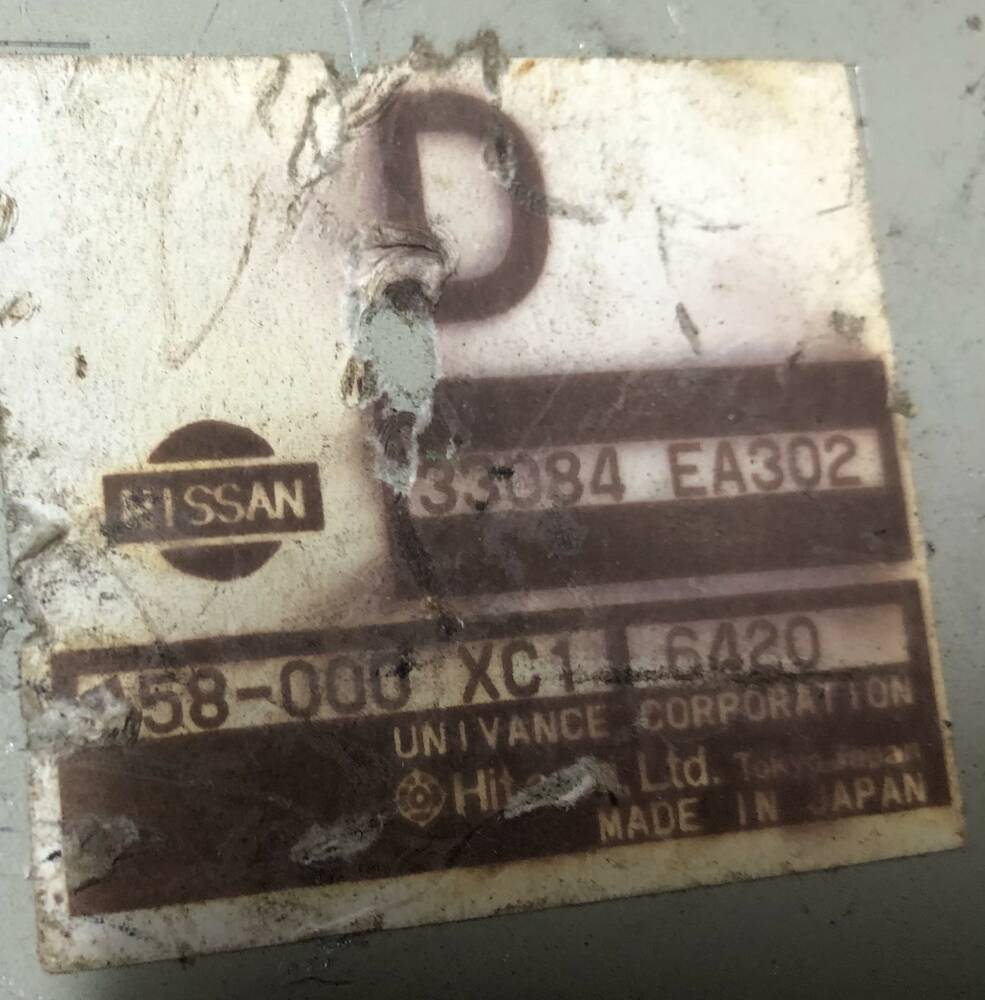 D
NISSAN
33084 EA302
58-000 XC1 6420
UNIVANCE CORPORATION
Ltd. Tokyo Japan
MADE IN JAPAN